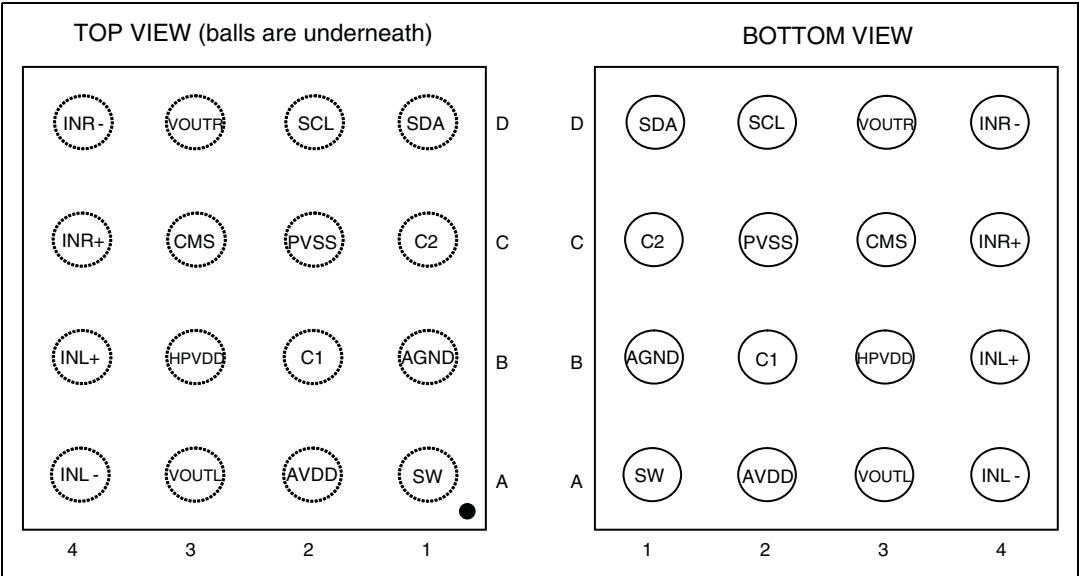 TOP VIEW (balls are underneath)
INR - VOUTR SCL SDA D
INR+ CMS PVSS C2 C
INL+ HPVDD C1 AGND B
INL - VOUTL AVDD SW A
4 3 2 1
BOTTOM VIEW
D SDA SCL VOUTR INR -
C C2 PVSS CMS INR+
B AGND C1 HPVDD INL+
A SW AVDD VOUTL INL -
1 2 3 4